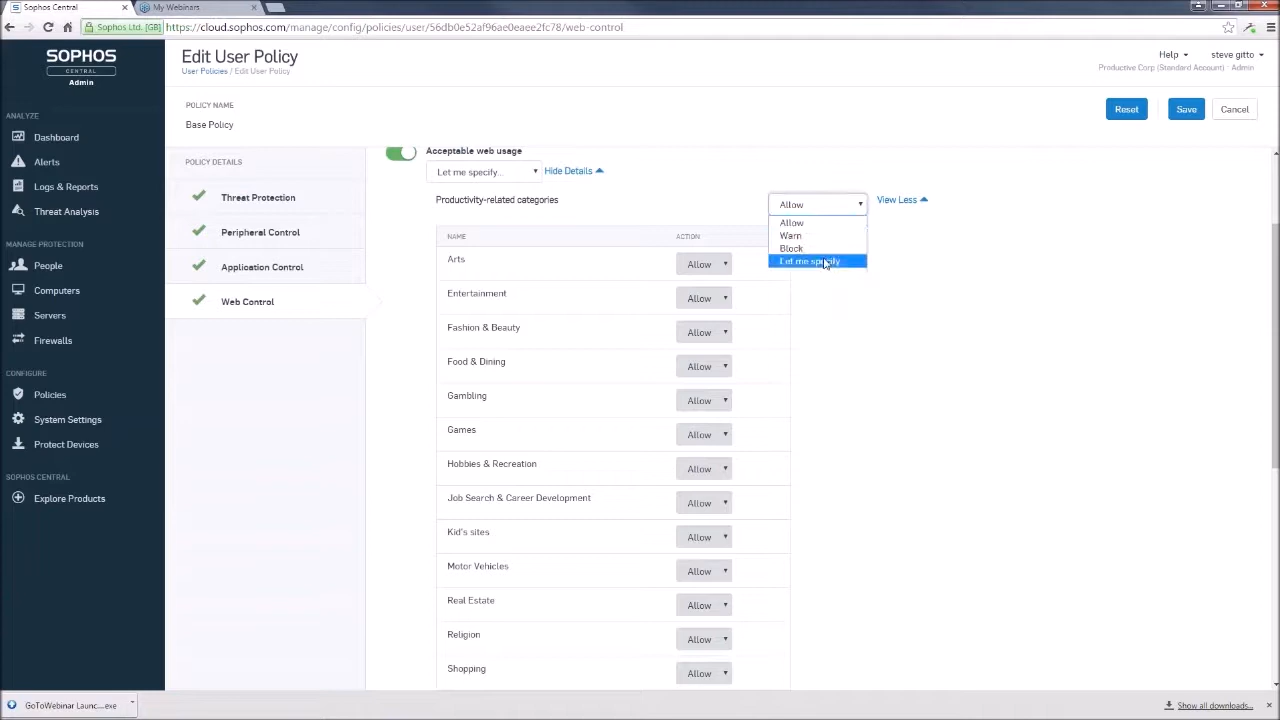 Sophos Central
My Webinars
Sophos Ltd. [GB]
https://cloud.sophos.com/manage/config/policies/user/56db0e52af96ae0eaee2fc78/web-control
SOPHOS
CENTRAL
Admin
Edit User Policy
User Policies / Edit User Policy
Help
steve gitto
Productive Corp (Standard Account) · Admin
POLICY NAME
Base Policy
Reset
Save
Cancel
ANALYZE
Dashboard
Alerts
Logs & Reports
Threat Analysis
MANAGE PROTECTION
People
Computers
Servers
Firewalls
CONFIGURE
Policies
System Settings
Protect Devices
SOPHOS CENTRAL
Explore Products
POLICY DETAILS
Threat Protection
Peripheral Control
Application Control
Web Control
Acceptable web usage
Let me specify...
Hide Details
Productivity-related categories
Allow
View Less
Allow
Warn
Block
Let me specify
NAME
ACTION
Arts
Allow
Entertainment
Allow
Fashion & Beauty
Allow
Food & Dining
Allow
Gambling
Allow
Games
Allow
Hobbies & Recreation
Allow
Job Search & Career Development
Allow
Kid's sites
Allow
Motor Vehicles
Allow
Real Estate
Allow
Religion
Allow
Shopping
Allow
GoToWebinar Launc....exe
Show all downloads...